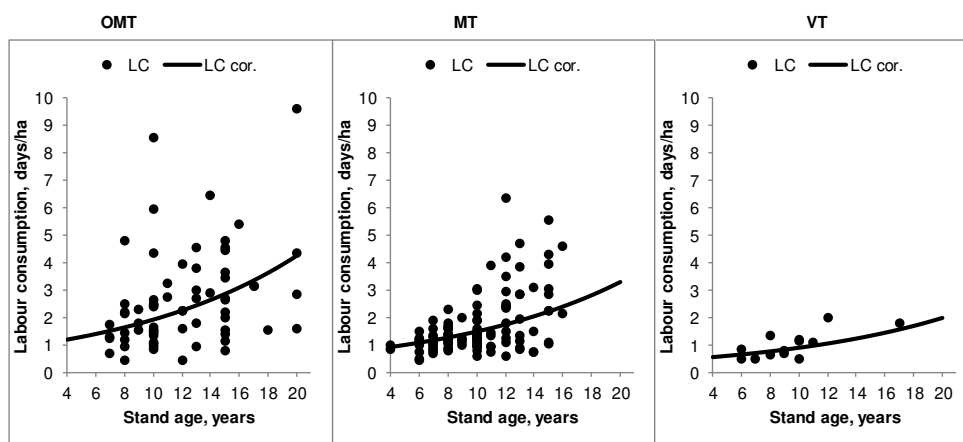 OMT
MT
VT
LC LC cor.
LC LC cor.
LC LC cor.
Labour consumption, days/ha
10
9
8
7
6
5
4
3
2
1
0
4 6 8 10 12 14 16 18 20
Stand age, years
Labour consumption, days/ha
10
9
8
7
6
5
4
3
2
1
0
4 6 8 10 12 14 16 18 20
Stand age, years
Labour consumption, days/ha
10
9
8
7
6
5
4
3
2
1
0
4 6 8 10 12 14 16 18 20
Stand age, years